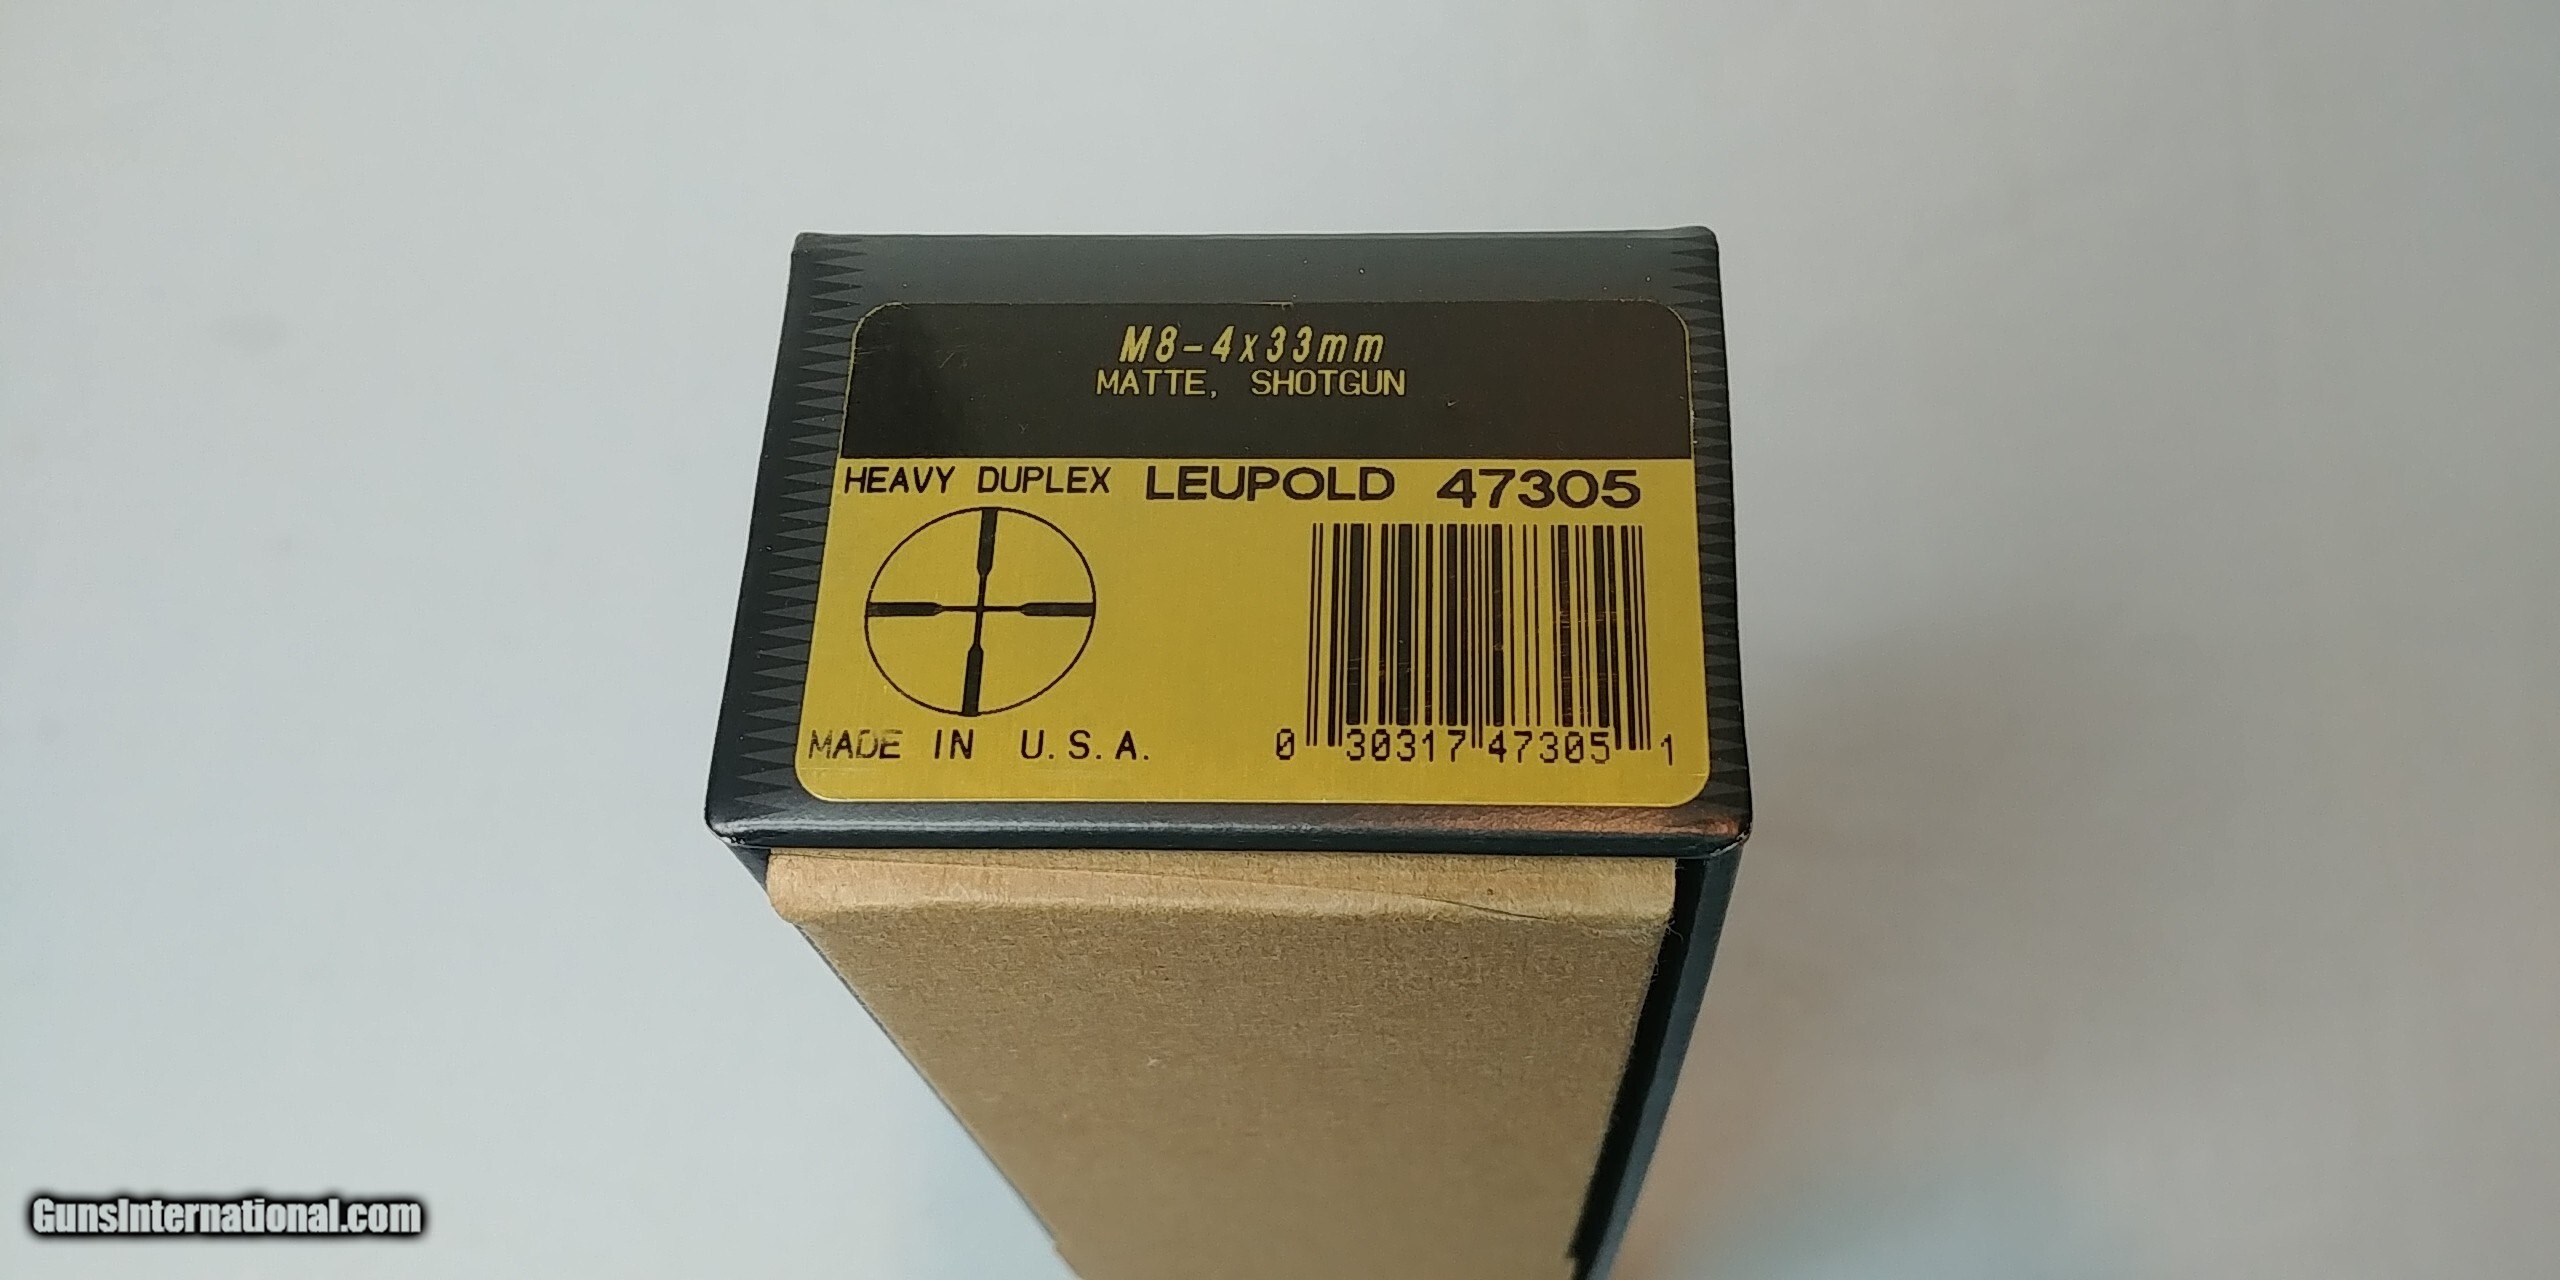 M8-4x33mm
MATTE, SHOTGUN
HEAVY DUPLEX LEUPOLD 47305
MADE IN U.S.A.
0 30317 47305 1
GunsInternational.com